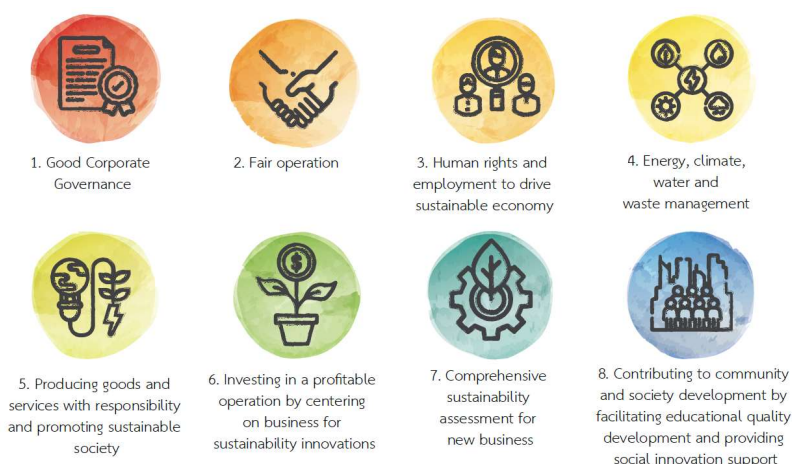 1. Good Corporate
Governance
2. Fair operation
3. Human rights and
employment to drive
sustainable economy
4. Energy, climate,
water and
waste management
5. Producing goods and
services with responsibility
and promoting sustainable
society
6. Investing in a profitable
operation by centering
on business for
sustainability innovations
7. Comprehensive
sustainability
assessment for
new business
8. Contributing to community
and society development by
facilitating educational quality
development and providing
social innovation support